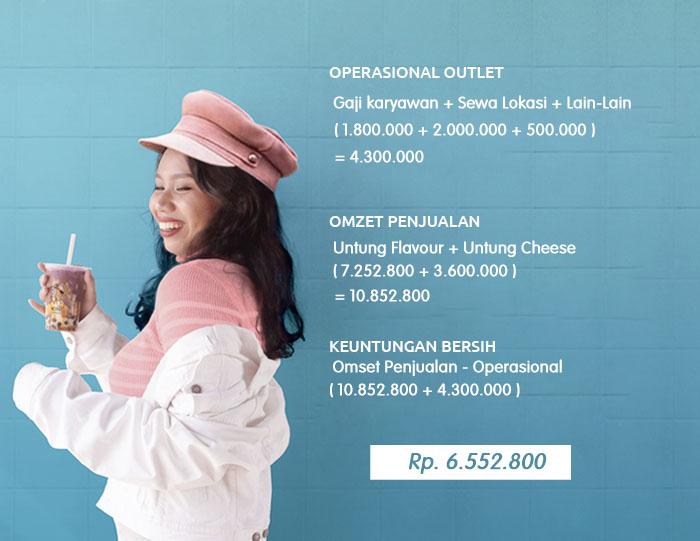 OPERASIONAL OUTLET
Gaji karyawan + Sewa Lokasi + Lain-Lain
( 1.800.000 + 2.000.000 + 500.000 )
= 4.300.000
OMZET PENJUALAN
Untung Flavour + Untung Cheese
( 7.252.800 + 3.600.000 )
= 10.852.800
KEUNTUNGAN BERSIH
Omset Penjualan - Operasional
( 10.852.800 + 4.300.000 )
Rp. 6.552.800